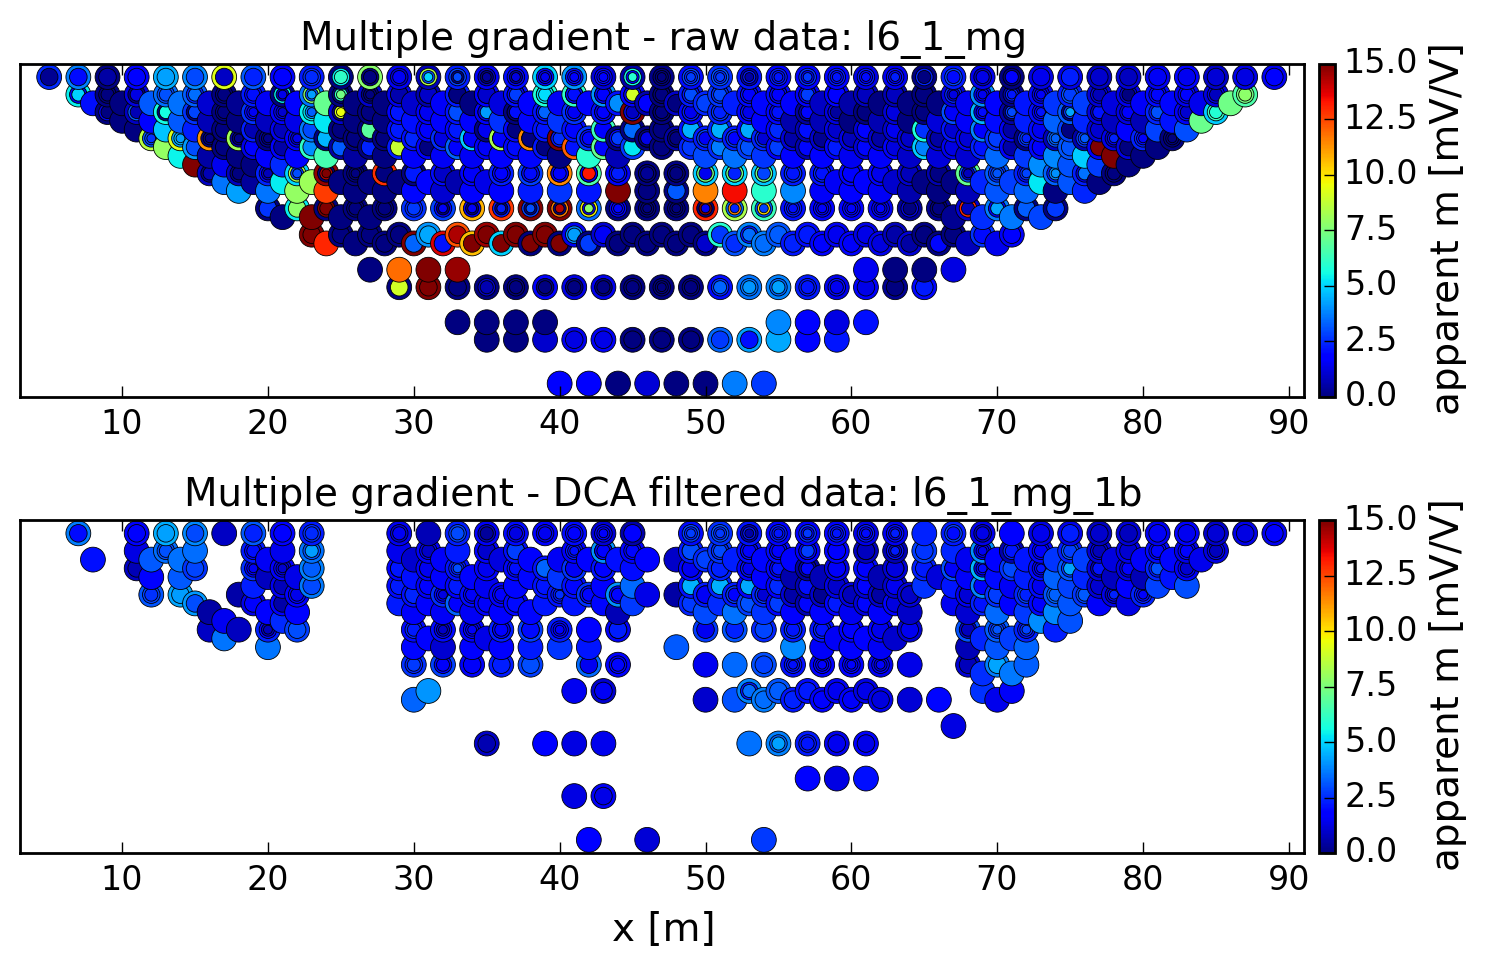 Multiple gradient - raw data: l6_1_mg
15.0
12.5
10.0
7.5
5.0
2.5
0.0
apparent m [mV/V]
10 20 30 40 50 60 70 80 90
Multiple gradient - DCA filtered data: l6_1_mg_1b
15.0
12.5
10.0
7.5
5.0
2.5
0.0
apparent m [mV/V]
10 20 30 40 50 60 70 80 90
x [m]